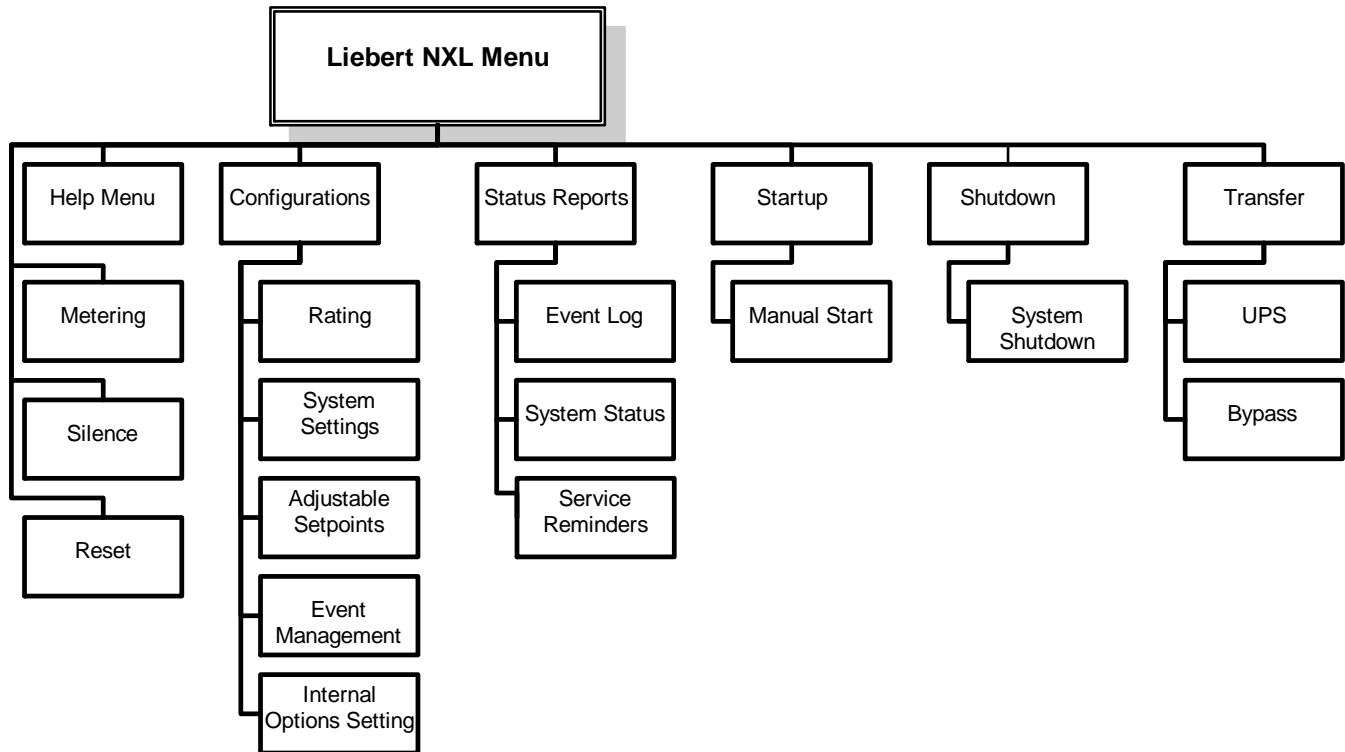 Liebert NXL Menu
Help Menu
Configurations
Status Reports
Startup
Shutdown
Transfer
Metering
Silence
Reset
Rating
System
Settings
Adjustable
Setpoints
Event
Management
Internal
Options Setting
Event Log
System Status
Service
Reminders
Manual Start
System
Shutdown
UPS
Bypass